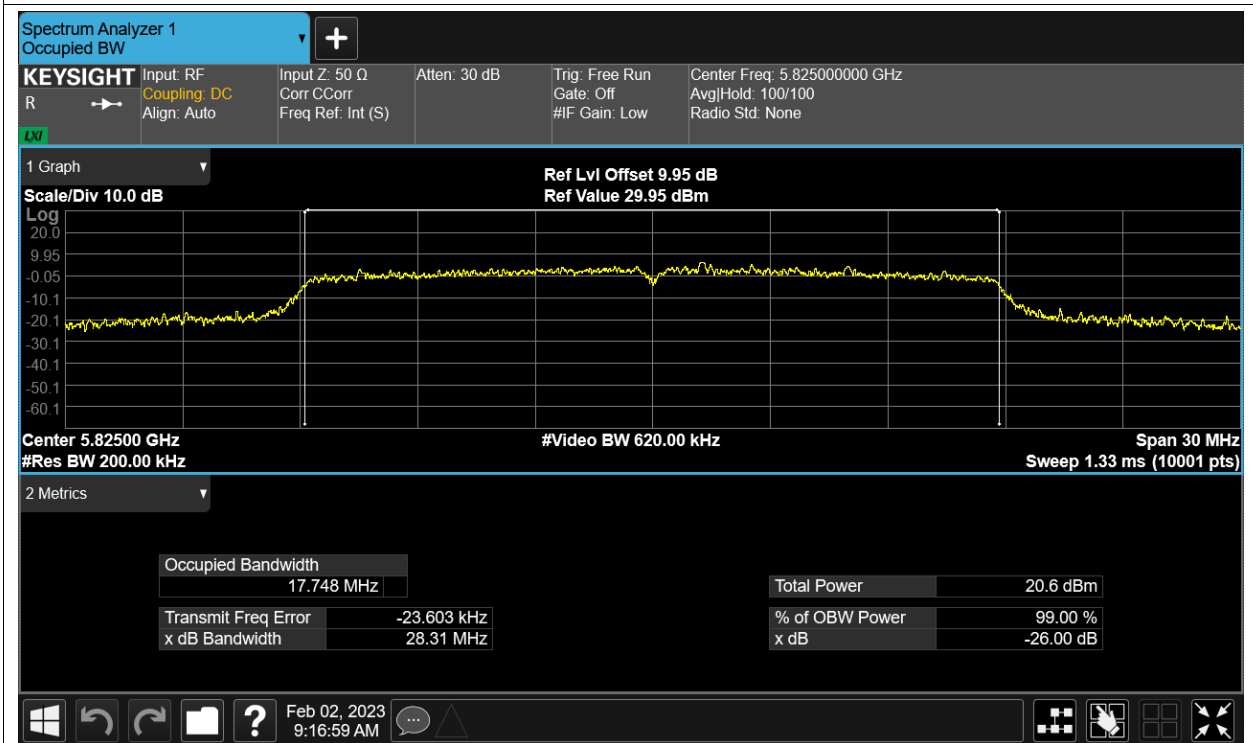 Spectrum Analyzer 1
Occupied BW
KEYSIGHT
R
LXI
Input: RF
Coupling: DC
Align: Auto
Input Z: 50 Ω
Corr CCorr
Freq Ref: Int (S)
Atten: 30 dB
Trig: Free Run
Gate: Off
#IF Gain: Low
Center Freq: 5.825000000 GHz
Avg|Hold: 100/100
Radio Std: None
1 Graph
Scale/Div 10.0 dB
Ref Lvl Offset 9.95 dB
Ref Value 29.95 dBm
Log
20.0
9.95
-0.05
-10.1
-20.1
-30.1
-40.1
-50.1
-60.1
Center 5.82500 GHz
#Res BW 200.00 kHz
#Video BW 620.00 kHz
Span 30 MHz
Sweep 1.33 ms (10001 pts)
2 Metrics
Occupied Bandwidth
17.748 MHz
Transmit Freq Error -23.603 kHz
x dB Bandwidth 28.31 MHz
Total Power 20.6 dBm
% of OBW Power 99.00 %
x dB -26.00 dB
?
Feb 02, 2023
9:16:59 AM